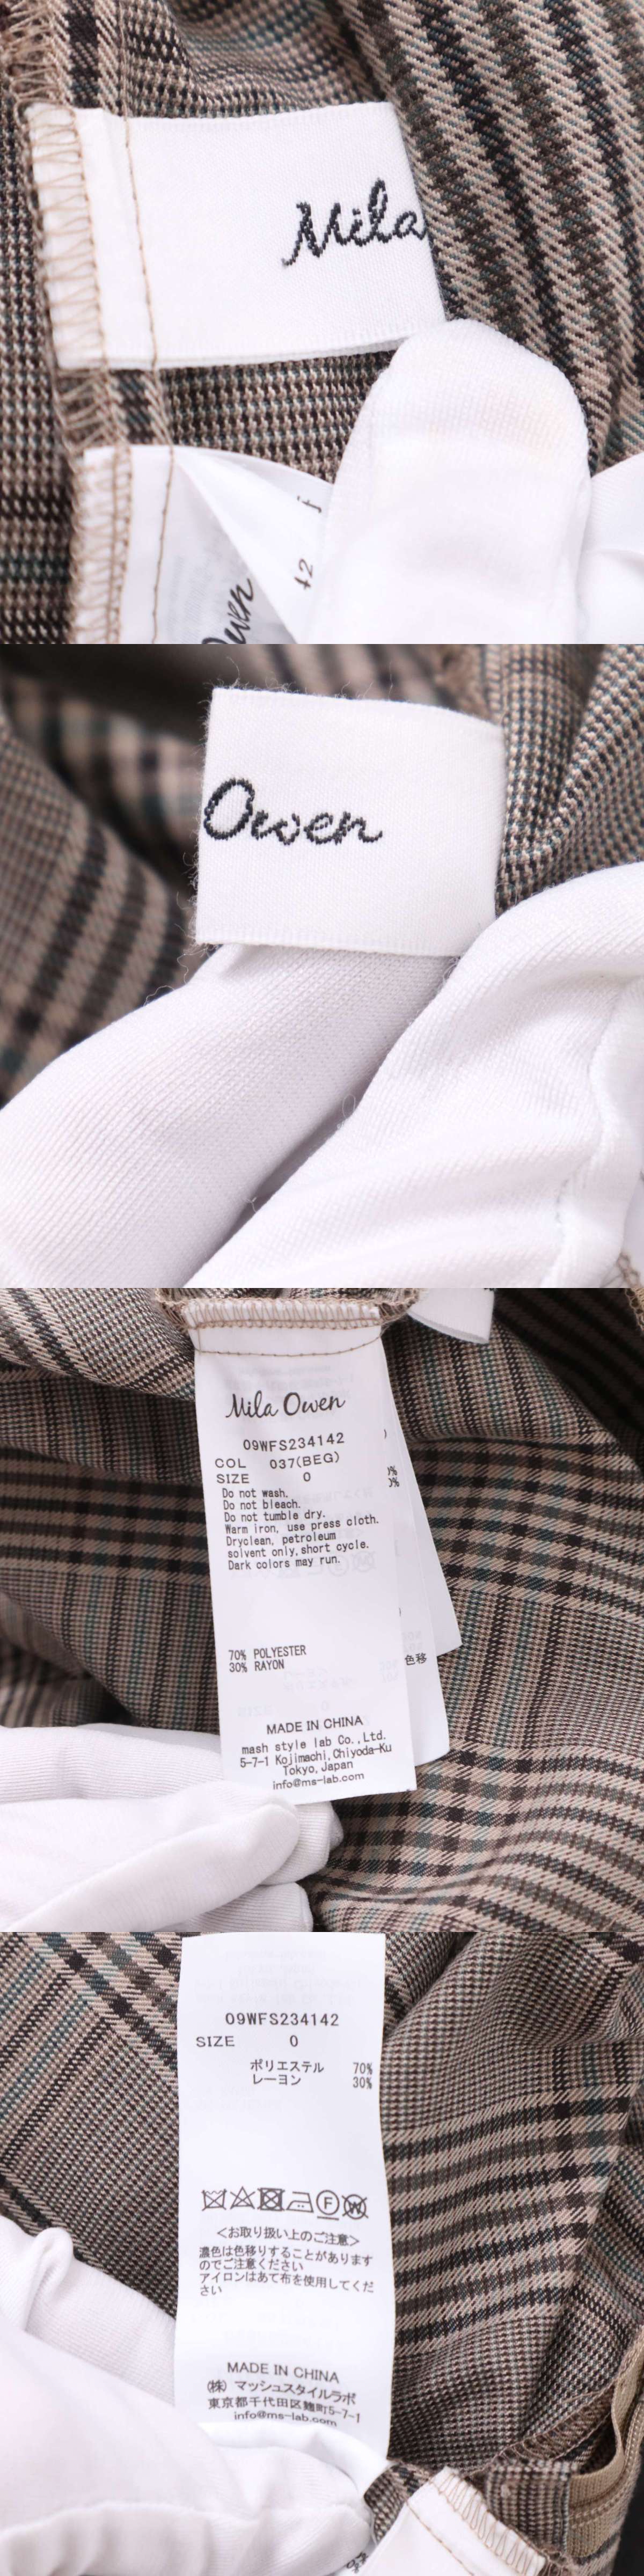 Mila
Owen
42
Owen
Mila Owen
09WFS234142
COL 037(BEG)
SIZE 0
Do not wash.
Do not bleach.
Do not tumble dry.
Warm iron, use press cloth.
Dryclean, petroleum
solvent only,short cycle.
Dark colors may run.
70% POLYESTER
30% RAYON
MADE IN CHINA
mash style lab Co.,Ltd.
5-7-1 Kojimachi,Chiyoda-Ku
Tokyo,Japan
info@ms-lab.com
色移
09WFS234142
SIZE 0
ポリエステル 70%
レーヨン 30%
F W
<お取り扱い上のご注意>
濃色は色移りすることがあります
のでご注意ください
アイロンはあて布を使用してくだ
さい
MADE IN CHINA
(株) マッシュスタイルラボ
東京都千代田区麹町5-7-1
info@ms-lab.com